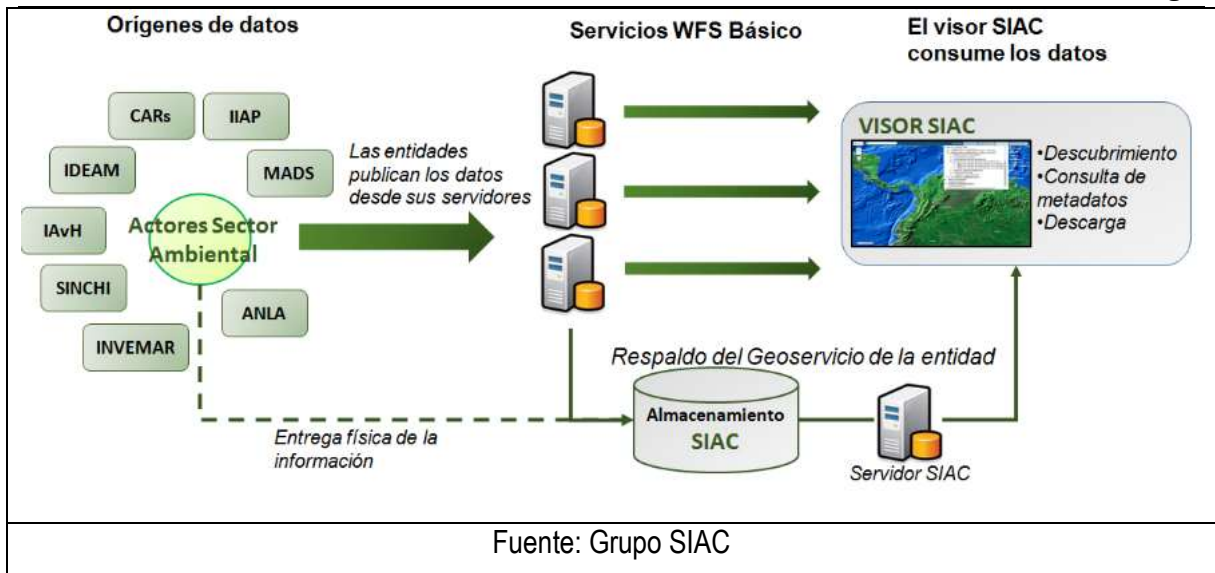 Orígenes de datos
Servicios WFS Básico
El visor SIAC
consume los datos
CARs
IIAP
IDEAM
MADS
IAvH
Actores Sector
Ambiental
SINCHI
ANLA
INVEMAR
Las entidades
publican los datos
desde sus servidores
VISOR SIAC
•Descubrimiento
•Consulta de
metadatos
•Descarga
Respaldo del Geoservicio de la entidad
Almacenamiento
SIAC
Entrega física de la
información
Servidor SIAC
Fuente: Grupo SIAC